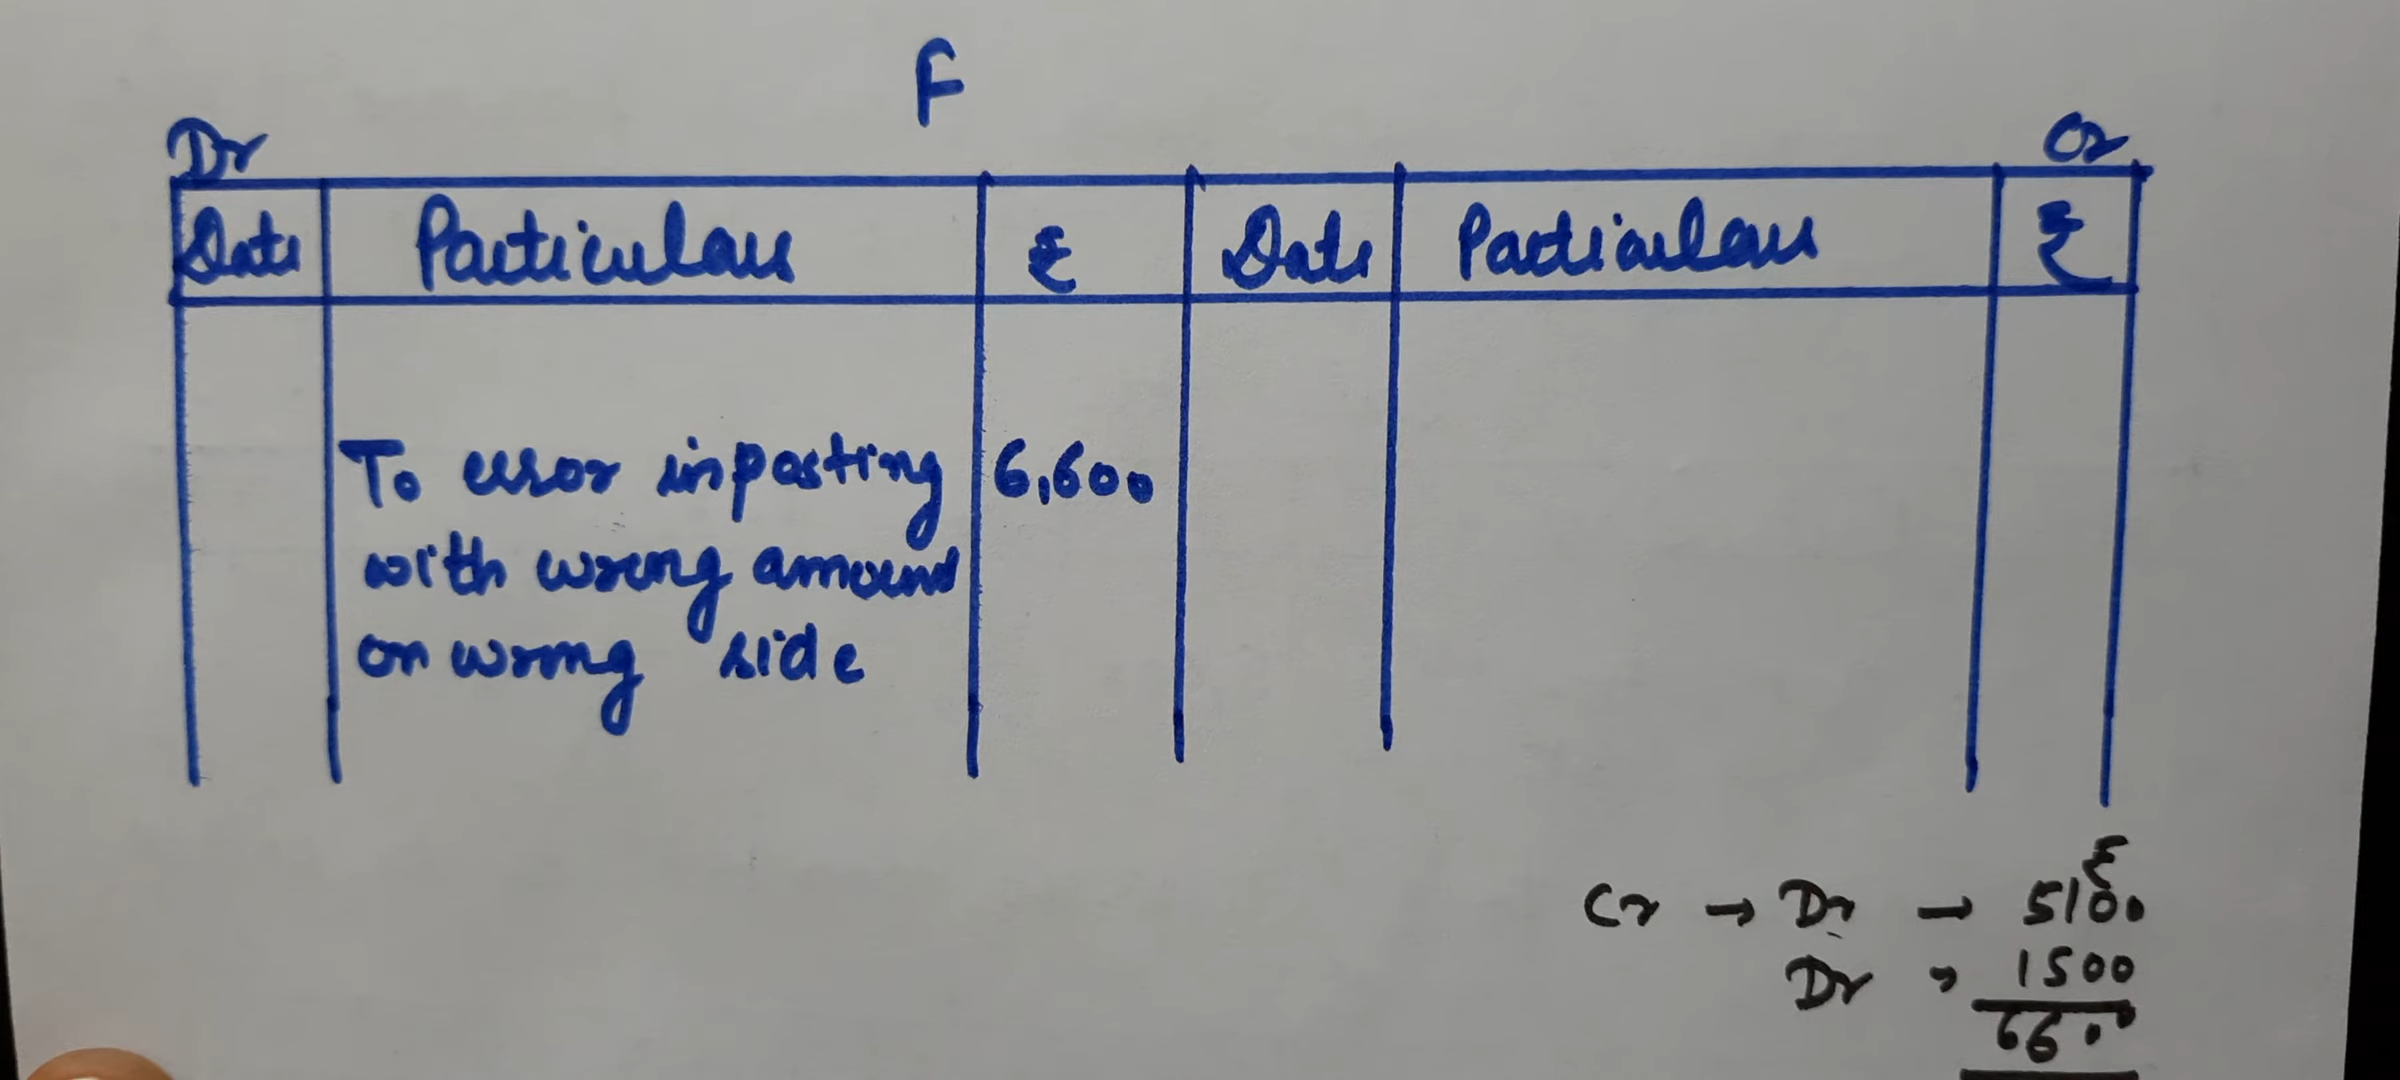 F
Dr Cr
Date Particulars ₹ Date Particulars ₹
To error in posting 6,600
with wrong amount
on wrong side
₹
Cr → Dr → 5100
Dr " 1500
6600